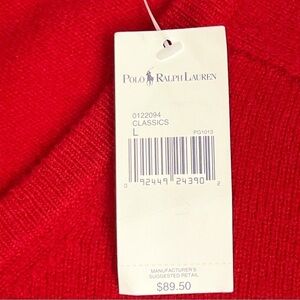 POLO RALPH LAUREN
0122094
CLASSICS
L
PG1013
0 92449 24390 2
MANUFACTURER'S
SUGGESTED RETAIL
$89.50